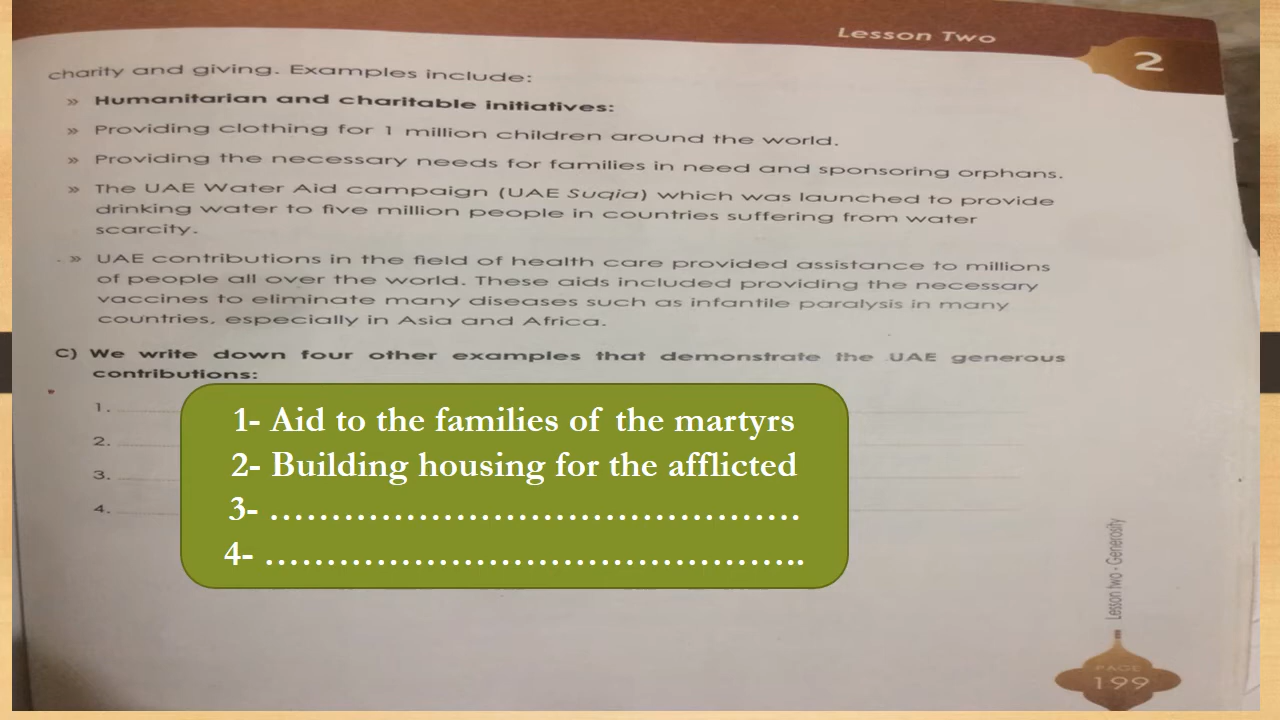 Lesson Two
2
charity and giving. Examples include:
» Humanitarian and charitable initiatives:
» Providing clothing for 1 million children around the world.
» Providing the necessary needs for families in need and sponsoring orphans.
» The UAE Water Aid campaign (UAE Suqia) which was launched to provide
drinking water to five million people in countries suffering from water
scarcity.
» UAE contributions in the field of health care provided assistance to millions
of people all over the world. These aids included providing the necessary
vaccines to eliminate many diseases such as infantile paralysis in many
countries, especially in Asia and Africa.
C) We write down four other examples that demonstrate the UAE generous
contributions:
1.
2.
3.
4.
1- Aid to the families of the martyrs
2- Building housing for the afflicted
3- …………………………………….
4- ……………………………………..
Lesson two - Generosity
PAGE
199